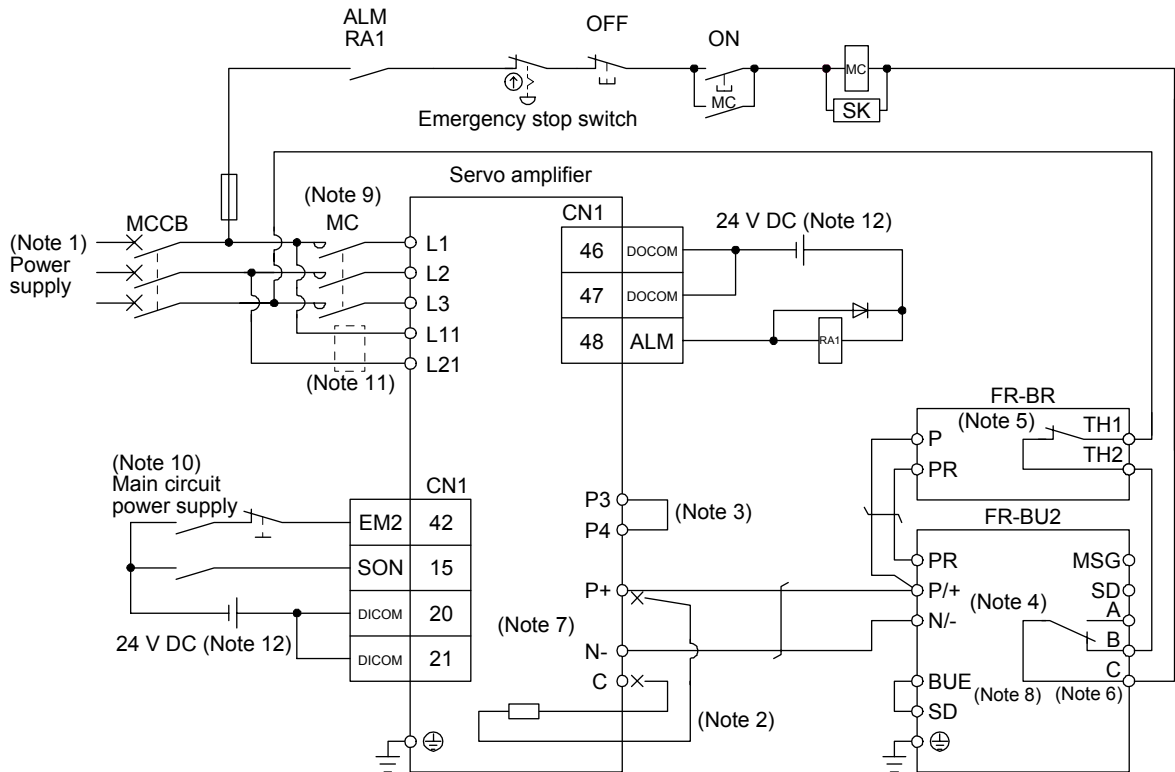 ALM
RA1
OFF
ON
MC
MC
SK
Emergency stop switch
Servo amplifier
(Note 1)
Power
supply
MCCB
(Note 9)
MC
L1
L2
L3
L11
L21
(Note 11)
CN1
46 DOCOM
47 DOCOM
48 ALM
24 V DC (Note 12)
RA1
(Note 10)
Main circuit
power supply
CN1
EM2 42
SON 15
DICOM 20
DICOM 21
24 V DC (Note 12)
P3
P4
(Note 3)
P+
(Note 7)
N-
C
(Note 2)
FR-BR
(Note 5)
P
PR
TH1
TH2
FR-BU2
PR
P/+
N/-
BUE
SD
MSG
SD
A
B
C
(Note 4)
(Note 8)
(Note 6)